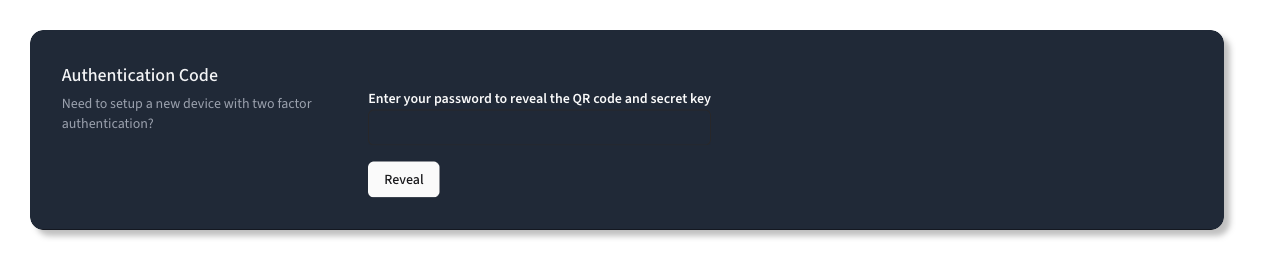 Authentication Code
Need to setup a new device with two factor
authentication?
Enter your password to reveal the QR code and secret key
Reveal